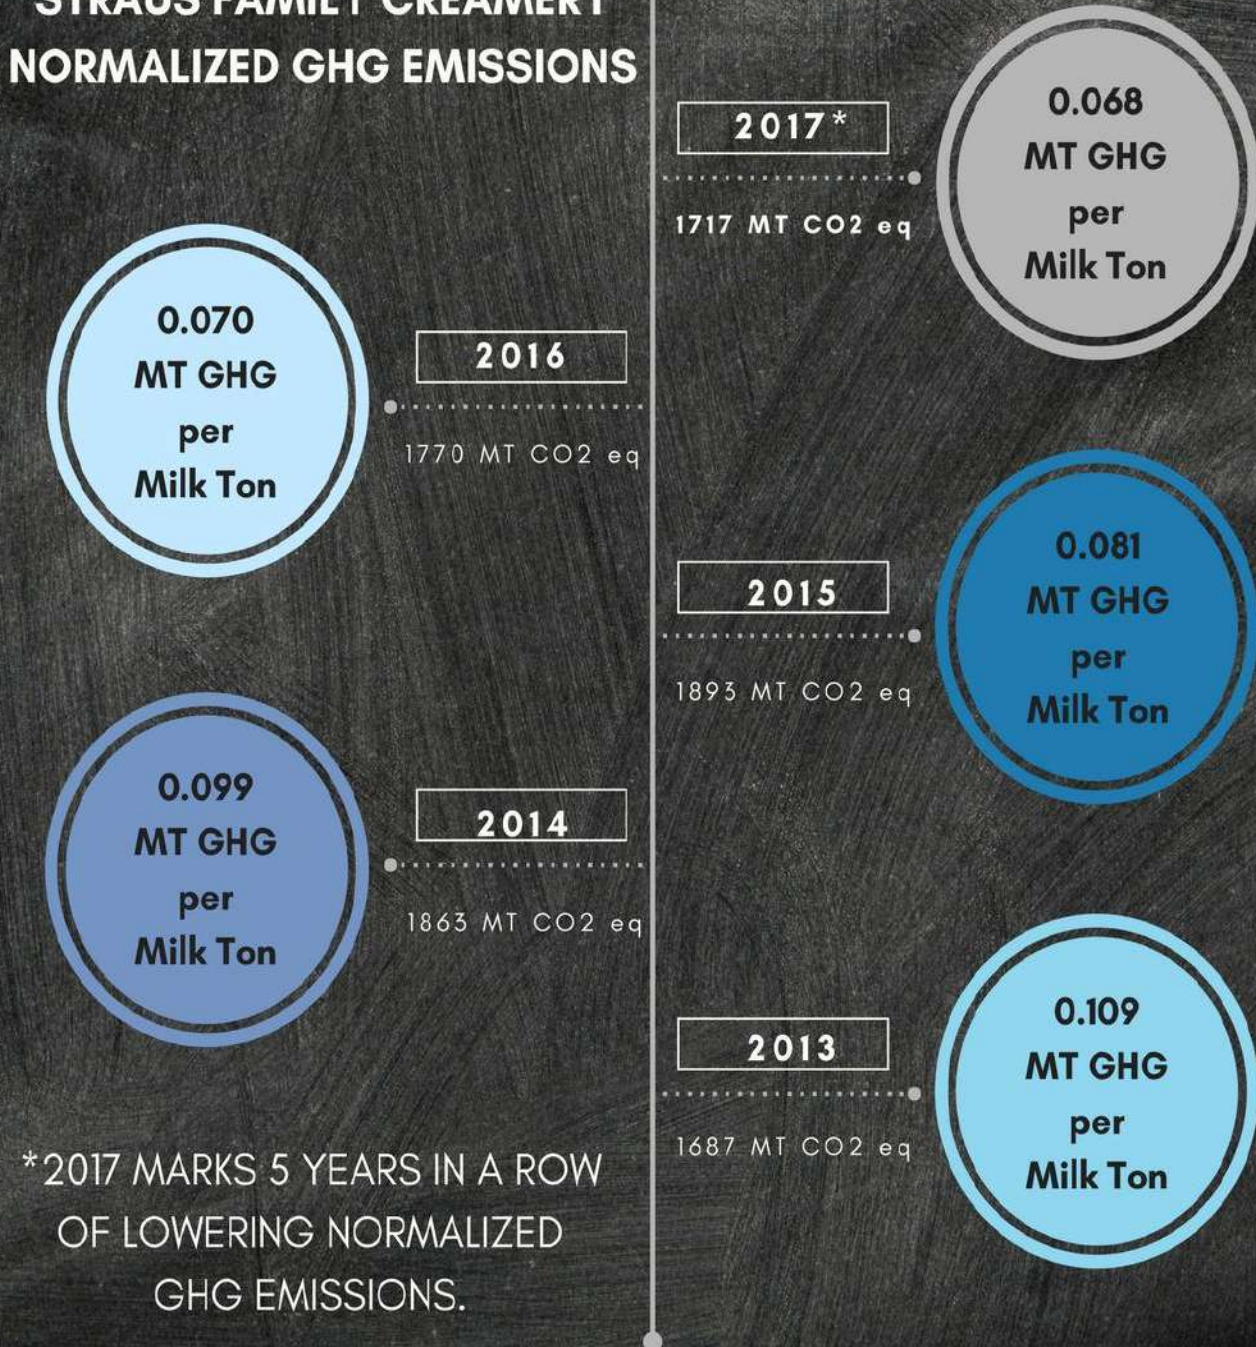 STRAUS FAMILY CREAMERY
NORMALIZED GHG EMISSIONS
2017*
1717 MT CO2 eq
0.068
MT GHG
per
Milk Ton
0.070
MT GHG
per
Milk Ton
2016
1770 MT CO2 eq
2015
1893 MT CO2 eq
0.081
MT GHG
per
Milk Ton
0.099
MT GHG
per
Milk Ton
2014
1863 MT CO2 eq
2013
1687 MT CO2 eq
0.109
MT GHG
per
Milk Ton
*2017 MARKS 5 YEARS IN A ROW
OF LOWERING NORMALIZED
GHG EMISSIONS.